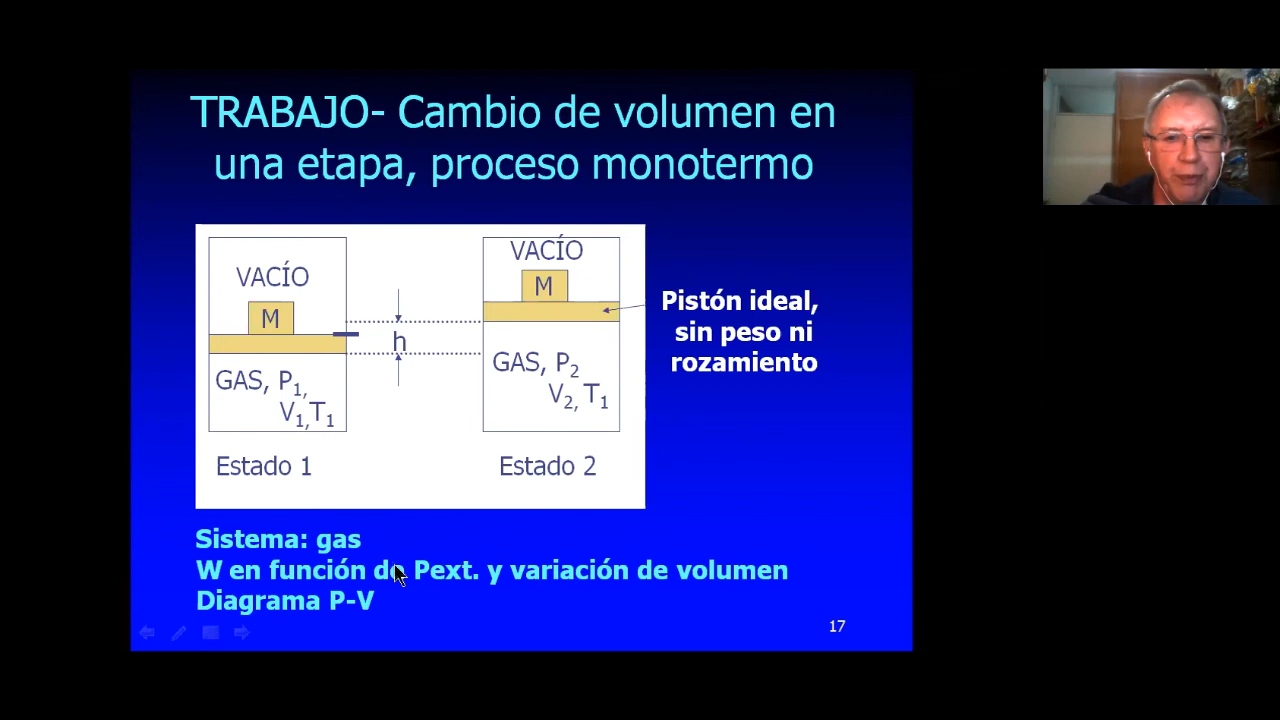 TRABAJO- Cambio de volumen en
una etapa, proceso monotermo
VACÍO
M
h
GAS, P1,
V1,T1
Estado 1
VACÍO
M
GAS, P2
V2, T1
Estado 2
Pistón ideal,
sin peso ni
rozamiento
Sistema: gas
W en función de Pext. y variación de volumen
Diagrama P-V
17